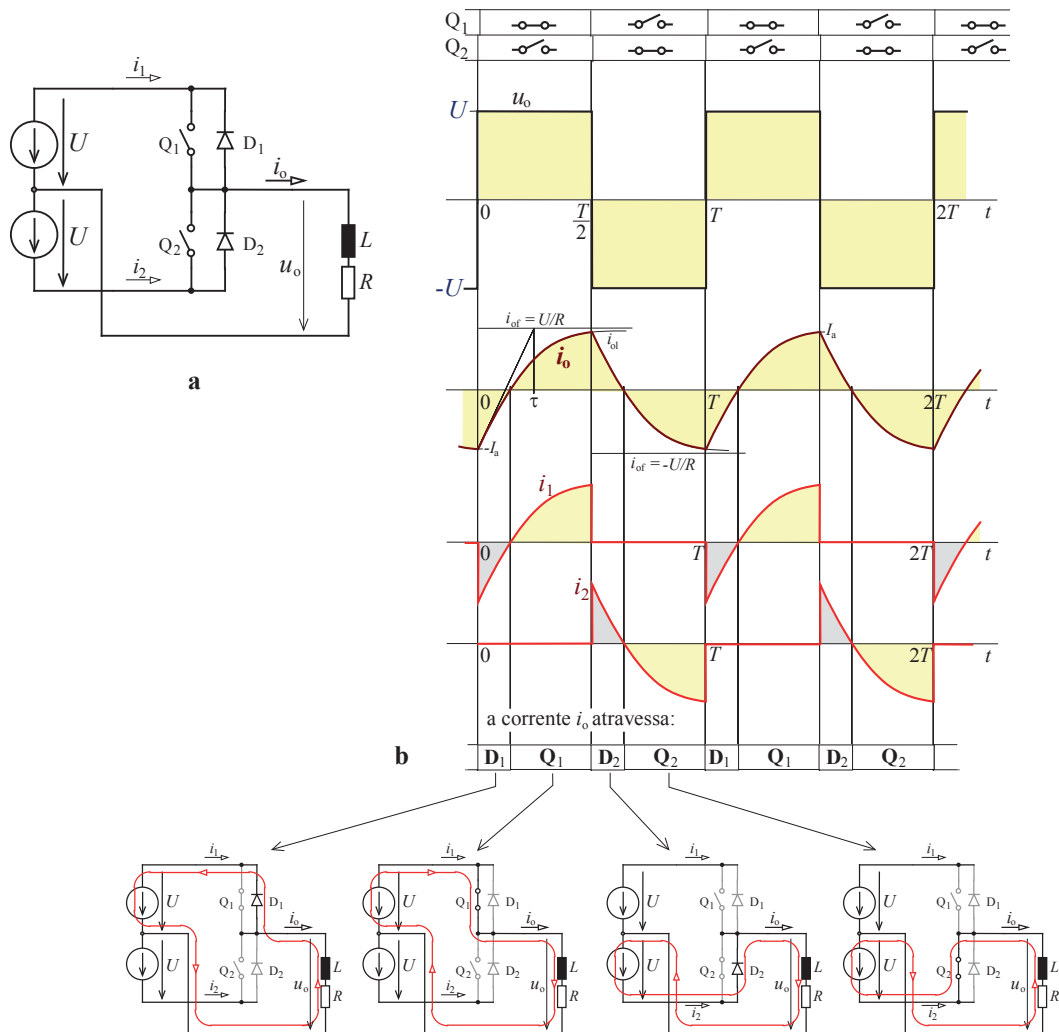 Q1
Q2
i1
U
Q1
D1
io
U
Q2
D2
i2
uo
L
R
a
U
uo
0
T/2
T
2T
t
-U
iof = U/R
iol
Ia
io
0
τ
T
2T
t
-Ia
iof = -U/R
i1
0
T
2T
t
i2
0
T
2T
t
a corrente io atravessa:
b
D1 Q1 D2 Q2 D1 Q1 D2 Q2
i1
U
Q1
D1
io
U
Q2
D2
L
uo
R
i2
i1
U
Q1
D1
io
U
Q2
D2
L
uo
R
i2
i1
U
Q1
D1
io
U
Q2
D2
L
uo
R
i2
i1
U
Q1
D1
io
U
Q2
D2
L
uo
R
i2